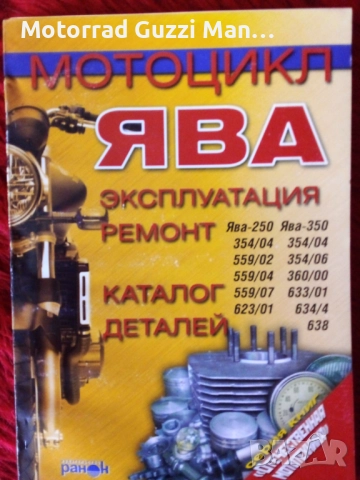 Motorrad Guzzi Man...
МОТОЦИКЛ
ЯВА
ЭКСПЛУАТАЦИЯ
РЕМОНТ
Ява-250 Ява-350
354/04 354/04
559/02 354/06
559/04 360/00
559/07 633/01
623/01 634/4
638
КАТАЛОГ
ДЕТАЛЕЙ
РАНОН